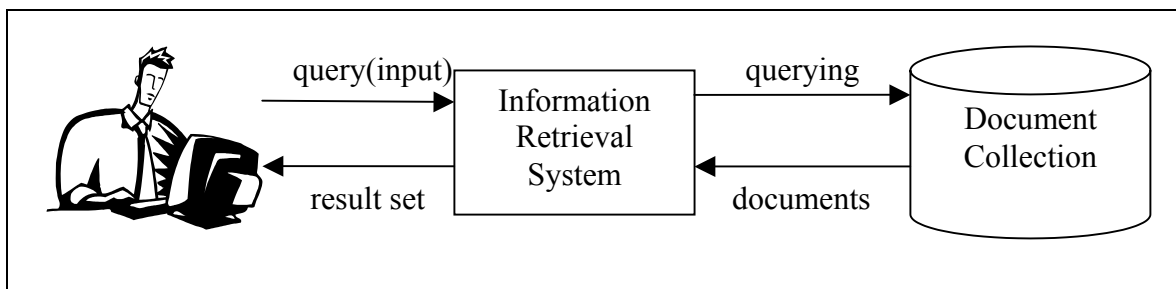 query(input)
result set
Information
Retrieval
System
querying
documents
Document
Collection